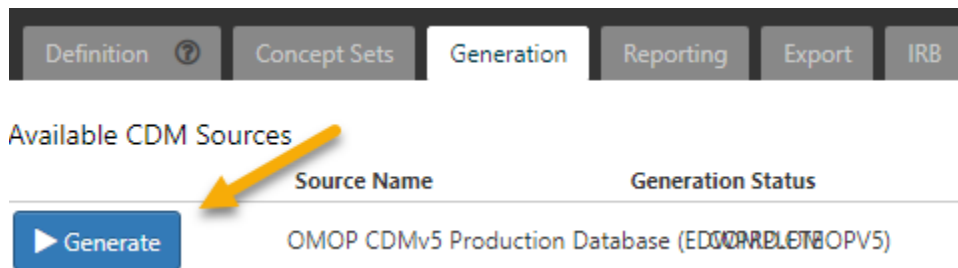 Definition ? Concept Sets Generation Reporting Export IRB
Available CDM Sources
Source Name Generation Status
Generate OMOP CDMv5 Production Database